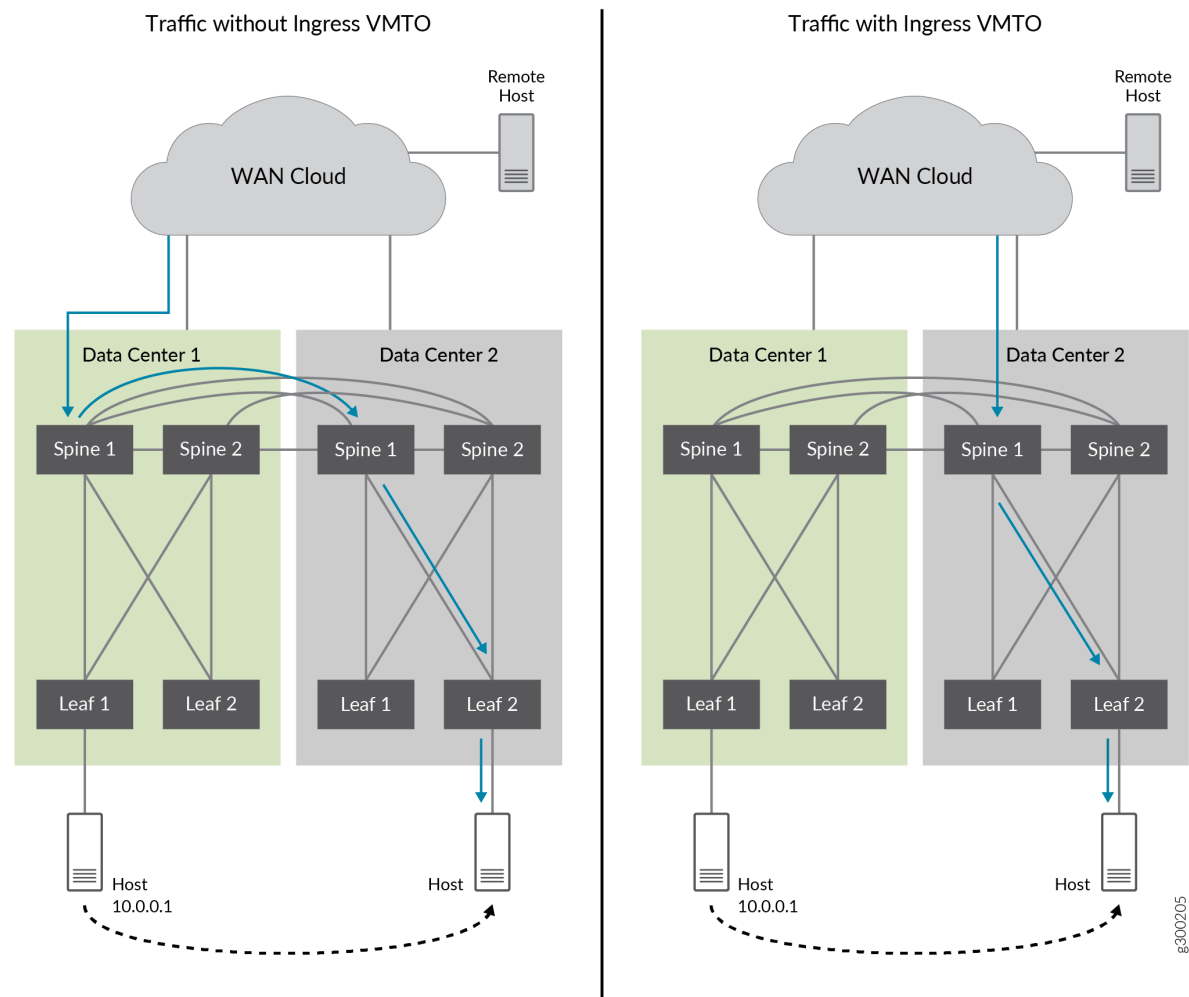 Traffic without Ingress VMTO
Remote
Host
WAN Cloud
Data Center 1
Data Center 2
Spine 1
Spine 2
Spine 1
Spine 2
Leaf 1
Leaf 2
Leaf 1
Leaf 2
Host
10.0.0.1
Host
Traffic with Ingress VMTO
Remote
Host
WAN Cloud
Data Center 1
Data Center 2
Spine 1
Spine 2
Spine 1
Spine 2
Leaf 1
Leaf 2
Leaf 1
Leaf 2
Host
10.0.0.1
Host
g300205